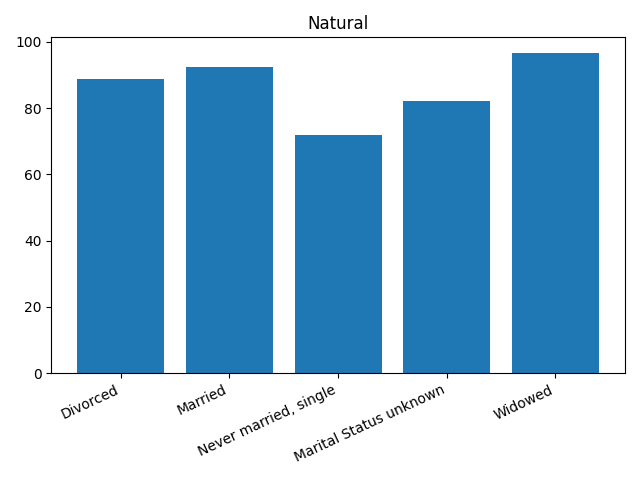 Natural
100
80
60
40
20
0
Divorced
Married
Never married, single
Marital Status unknown
Widowed